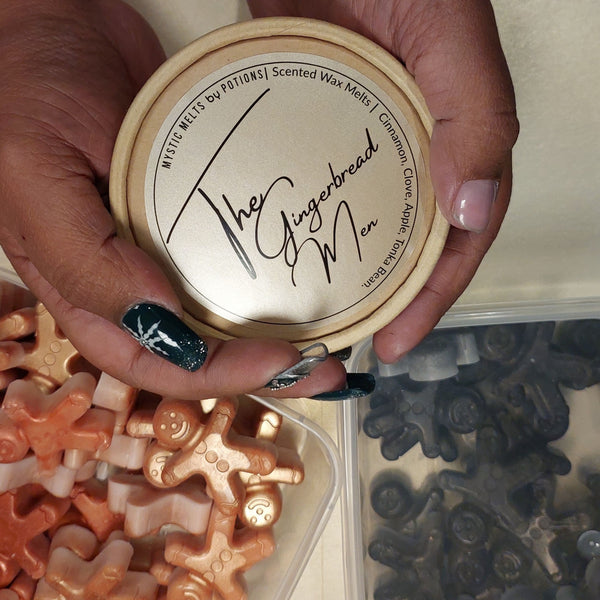 MYSTIC MELTS by POTIONS| Scented Wax Melts | Cinnamon, Clove, Apple, Tonka Bean.
The
Gingerbread
Men